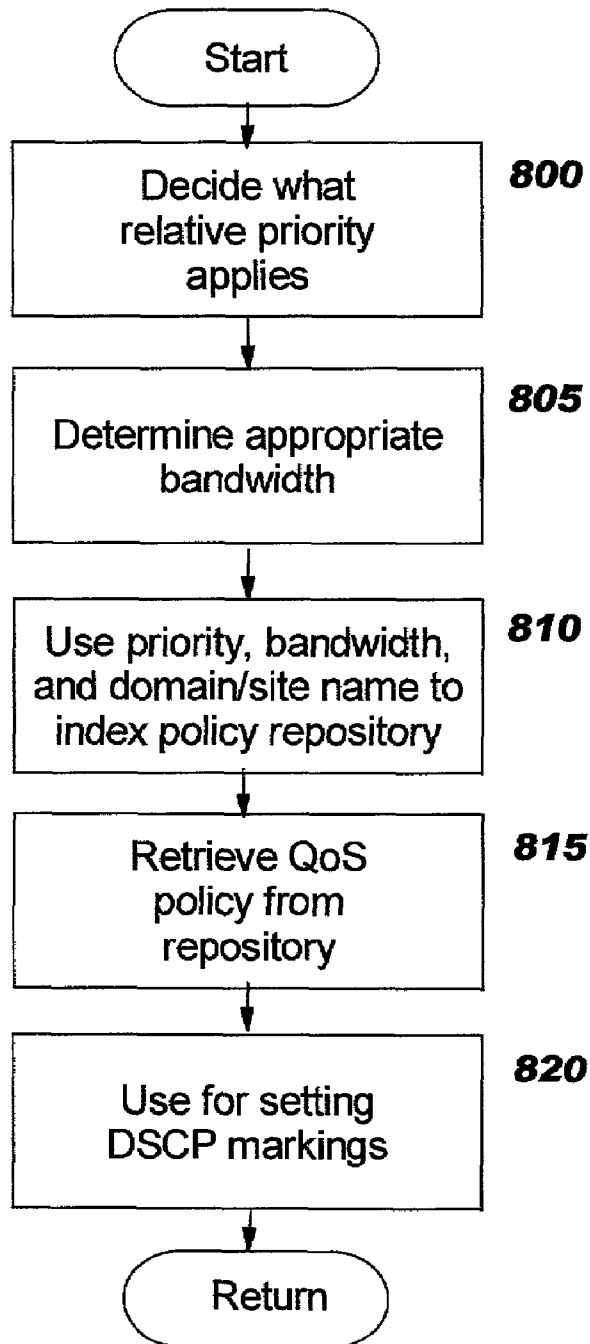 Start
Decide what
relative priority
applies
800
Determine appropriate
bandwidth
805
Use priority, bandwidth,
and domain/site name to
index policy repository
810
Retrieve QoS
policy from
repository
815
Use for setting
DSCP markings
820
Return